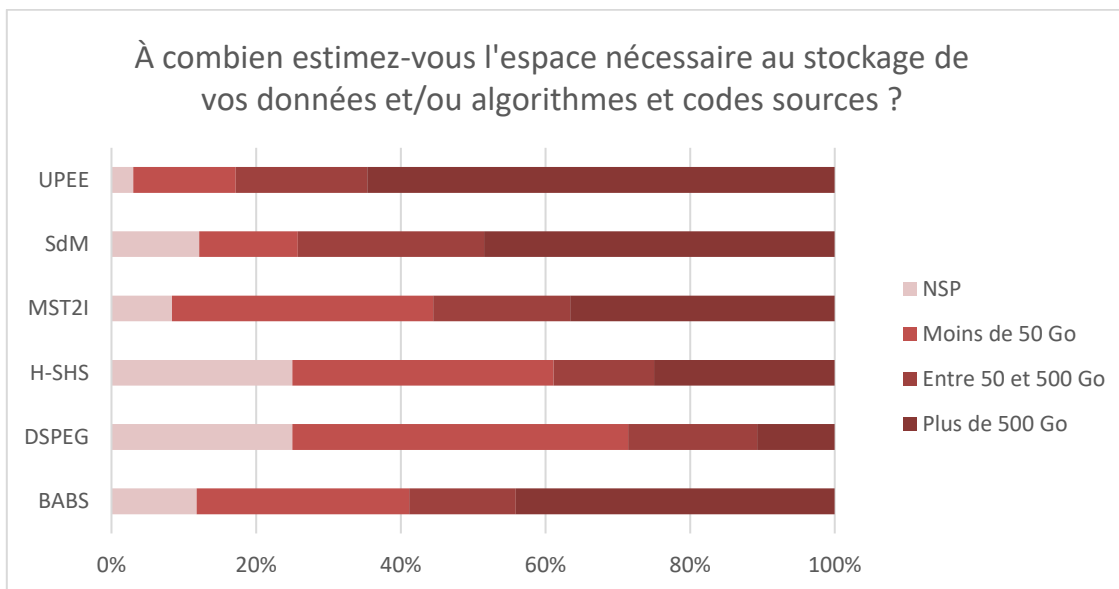 À combien estimez-vous l'espace nécessaire au stockage de
vos données et/ou algorithmes et codes sources ?
UPEE
SdM
MST2I
H-SHS
DSPEG
BABS
0%
20%
40%
60%
80%
100%
NSP
Moins de 50 Go
Entre 50 et 500 Go
Plus de 500 Go